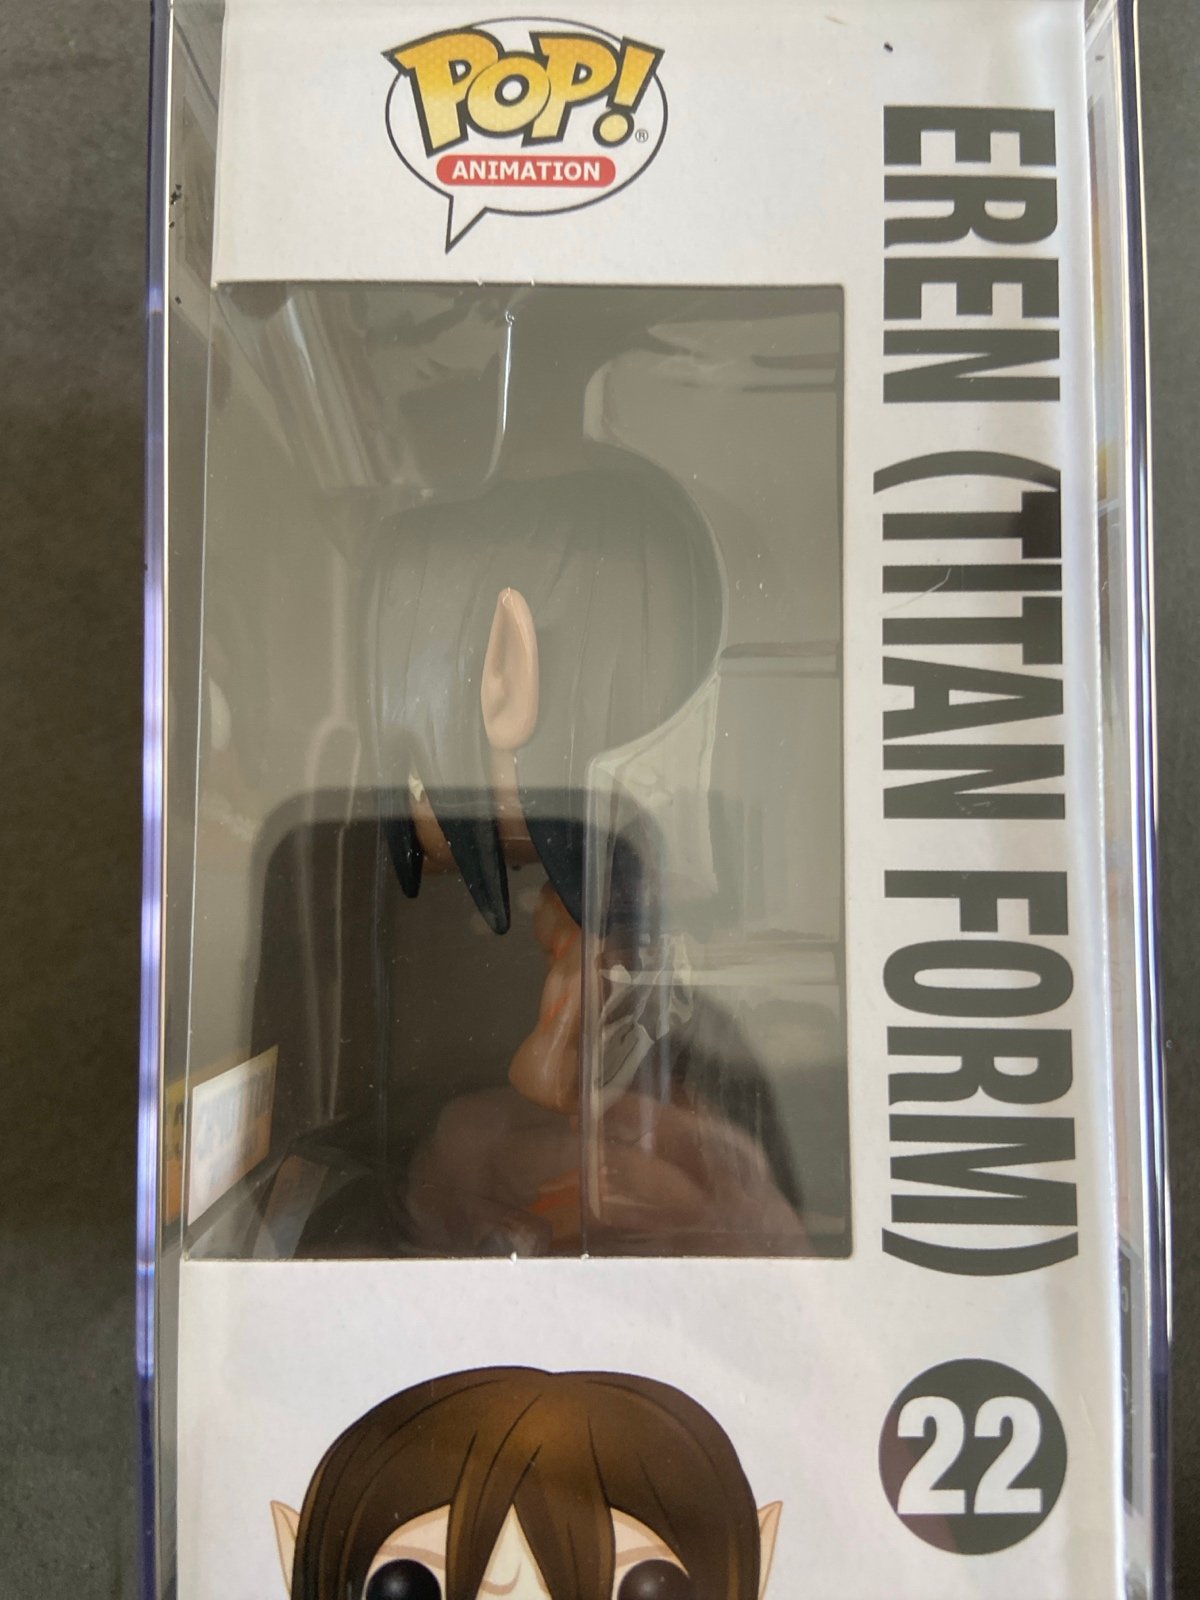 POP!®
ANIMATION
EREN (TITAN FORM)
22